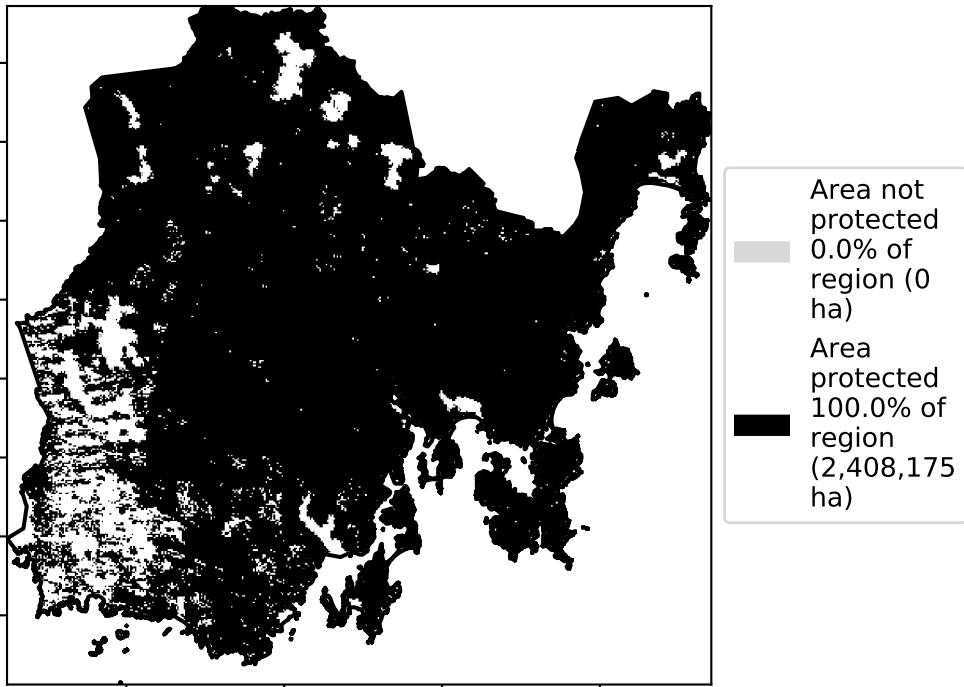 Area not
protected
0.0% of
region (0
ha)
Area
protected
100.0% of
region
(2,408,175
ha)